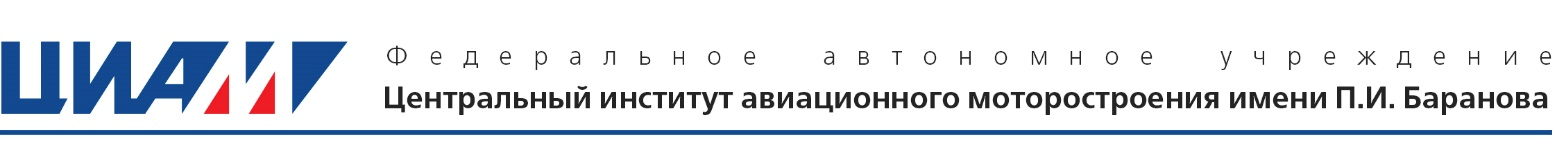 ЦИАМ
Федеральное автономное учреждение
Центральный институт авиационного моторостроения имени П.И. Баранова